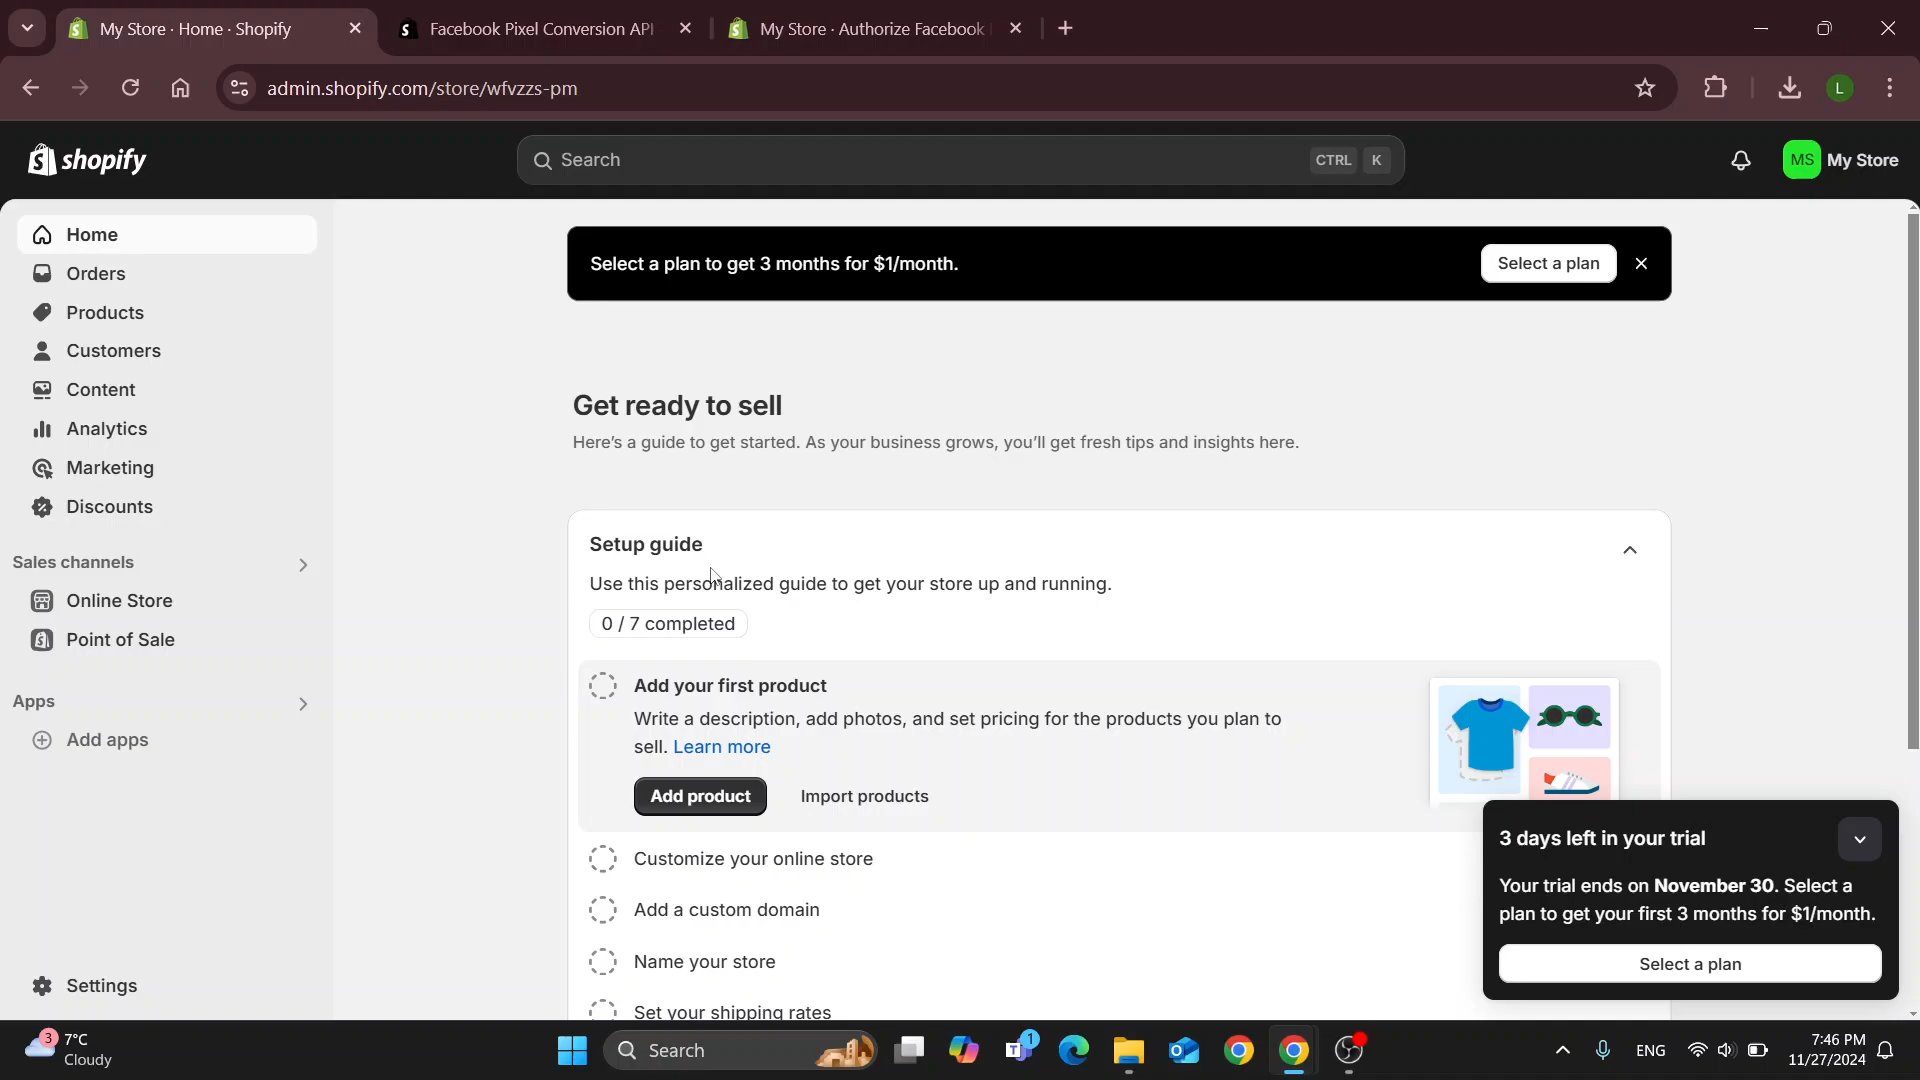 My Store · Home · Shopify
Facebook Pixel Conversion API
My Store · Authorize Facebook
admin.shopify.com/store/wfvzzs-pm
L
shopify
Search
CTRL K
MS My Store
Home
Orders
Products
Customers
Content
Analytics
Marketing
Discounts
Sales channels
Online Store
Point of Sale
Apps
Add apps
Settings
Select a plan to get 3 months for $1/month.
Select a plan
Get ready to sell
Here's a guide to get started. As your business grows, you'll get fresh tips and insights here.
Setup guide
Use this personalized guide to get your store up and running.
0 / 7 completed
Add your first product
Write a description, add photos, and set pricing for the products you plan to
sell. Learn more
Add product
Import products
Customize your online store
Add a custom domain
Name your store
Set your shipping rates
3 days left in your trial
Your trial ends on November 30. Select a
plan to get your first 3 months for $1/month.
Select a plan
3
7°C
Cloudy
Search
1
ENG
7:46 PM
11/27/2024